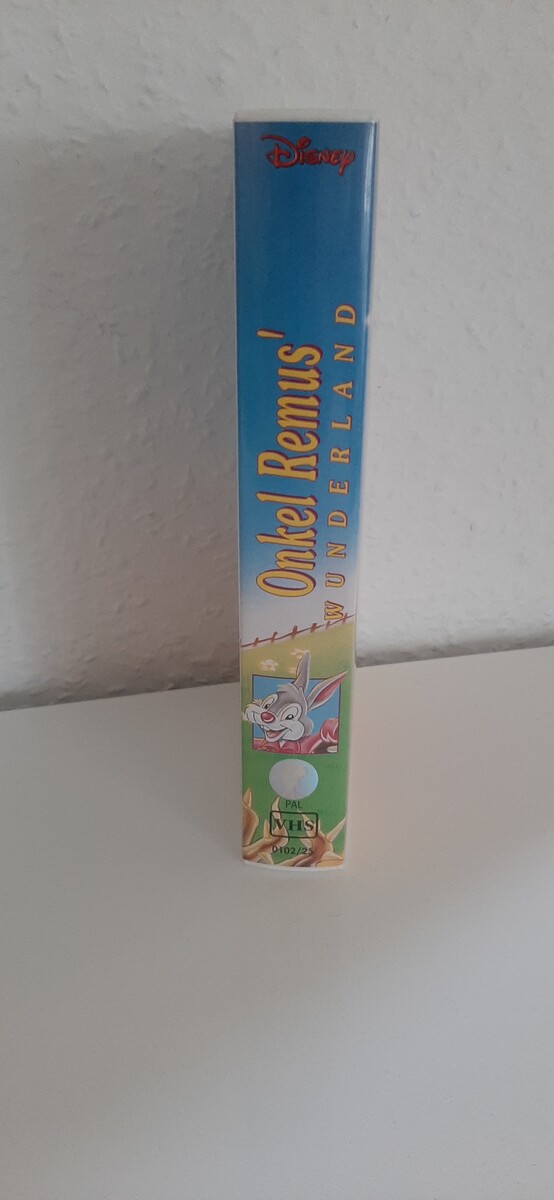 Disney
Onkel Remus'
WUNDERLAND
PAL
VHS
0102/25